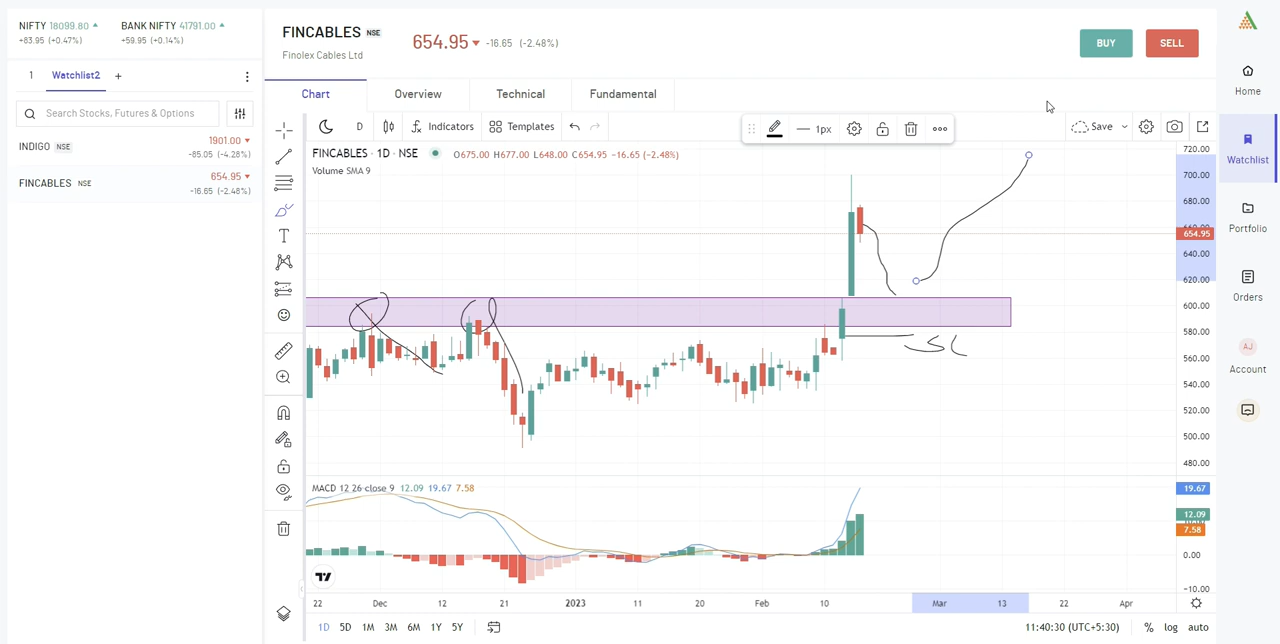 NIFTY 18099.80 BANK NIFTY 41791.00
+83.95 (+0.47%) +59.95 (+0.14%)
1 Watchlist2 +
Search Stocks, Futures & Options
INDIGO NSE 1901.00
-85.05 (-4.28%)
FINCABLES NSE 654.95
-16.65 (-2.48%)
FINCABLES NSE
Finolex Cables Ltd
654.95 -16.65 (-2.48%)
BUY SELL
Chart Overview Technical Fundamental
D Indicators Templates 1px Save
FINCABLES · 1D · NSE O675.00 H677.00 L648.00 C654.95 -16.65 (-2.48%)
Volume SMA 9
720.00
700.00
680.00
654.95
640.00
620.00
600.00
580.00
560.00
540.00
520.00
500.00
480.00
SL
MACD 12 26 close 9 12.09 19.67 7.58
19.67
12.09
7.58
0.00
-10.00
22 Dec 12 21 2023 11 20 Feb 10 Mar 13 22 Apr
1D 5D 1M 3M 6M 1Y 5Y 11:40:30 (UTC+5:30) % log auto
Home
Watchlist
Portfolio
Orders
AJ
Account